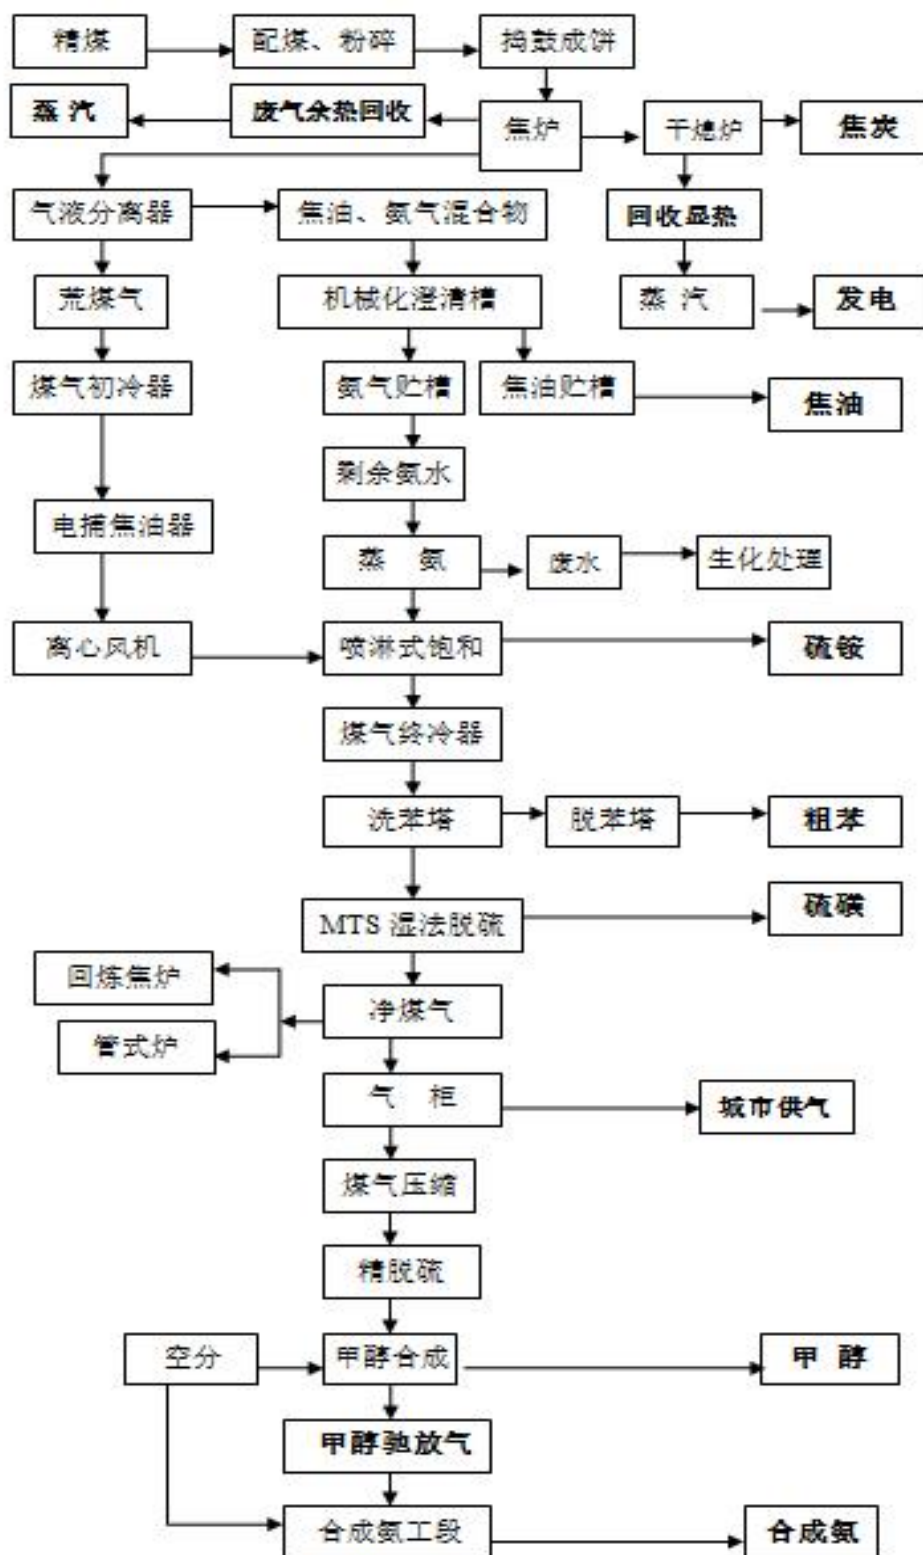 精煤
配煤、粉碎
捣鼓成饼
蒸 汽
废气余热回收
焦炉
干熄炉
焦炭
气液分离器
焦油、氨气混合物
回收显热
荒煤气
机械化澄清槽
蒸 汽
发电
煤气初冷器
氨气贮槽
焦油贮槽
焦油
剩余氨水
电捕焦油器
蒸 氨
废水
生化处理
离心风机
喷淋式饱和
硫铵
煤气终冷器
洗苯塔
脱苯塔
粗苯
MTS 湿法脱硫
硫磺
回炼焦炉
净煤气
管式炉
气 柜
城市供气
煤气压缩
精脱硫
空分
甲醇合成
甲 醇
甲醇驰放气
合成氨工段
合成氨